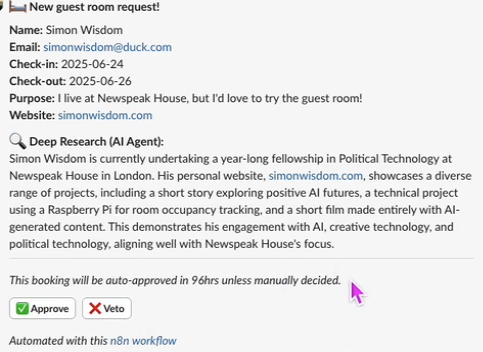 New guest room request!
Name: Simon Wisdom
Email: simonwisdom@duck.com
Check-in: 2025-06-24
Check-out: 2025-06-26
Purpose: I live at Newspeak House, but I'd love to try the guest room!
Website: simonwisdom.com
Deep Research (AI Agent):
Simon Wisdom is currently undertaking a year-long fellowship in Political Technology at
Newspeak House in London. His personal website, simonwisdom.com, showcases a diverse
range of projects, including a short story exploring positive AI futures, a technical project
using a Raspberry Pi for room occupancy tracking, and a short film made entirely with AI-
generated content. This demonstrates his engagement with AI, creative technology, and
political technology, aligning well with Newspeak House's focus.
This booking will be auto-approved in 96hrs unless manually decided.
Approve Veto
Automated with this n8n workflow